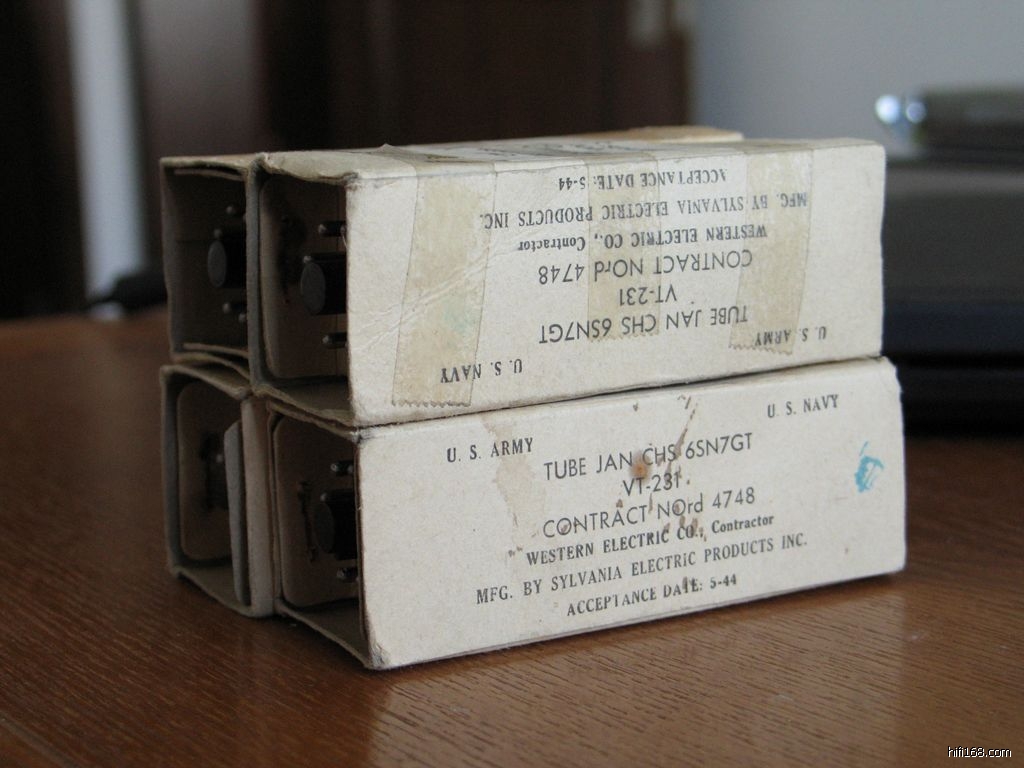 ACCEPTANCE DATE: 5-44
MFG. BY SYLVANIA ELECTRIC PRODUCTS INC.
WESTERN ELECTRIC CO., Contractor
CONTRACT NOrd 4748
VT-231
TUBE JAN CHS 6SN7GT
U. S. ARMY
U. S. NAVY
U. S. ARMY
U. S. NAVY
TUBE JAN CHS 6SN7GT
VT-231
CONTRACT NOrd 4748
WESTERN ELECTRIC CO., Contractor
MFG. BY SYLVANIA ELECTRIC PRODUCTS INC.
ACCEPTANCE DATE: 5-44
hifi168.com